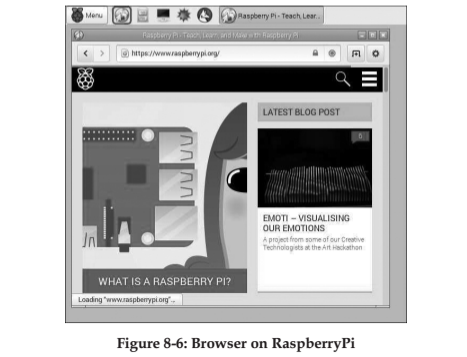 Menu
Raspberry Pi - Teach, Lear...
Raspberry Pi - Teach, Learn, and Make with Raspberry Pi
https://www.raspberrypi.org/
LATEST BLOG POST
6
EMOTI – VISUALISING
OUR EMOTIONS
A project from some of our Creative
Technologists at the Art Hackathon
WHAT IS A RASPBERRY PI?
Loading "www.raspberrypi.org"...
Figure 8-6: Browser on RaspberryPi